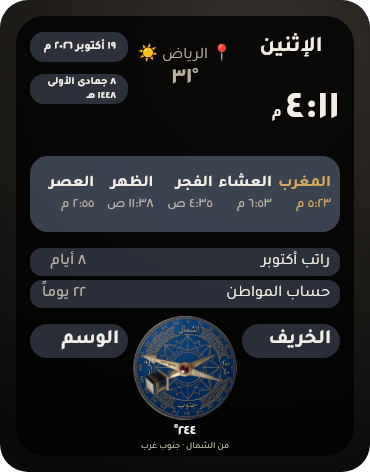 الإثنين
٤:١١ م
📍 الرياض ☀️
٣١°
١٩ أكتوبر ٢٠٢٦ م
٨ جمادى الأولى
١٤٤٨ هـ
المغرب العشاء الفجر الظهر العصر
٥:٢٣ م ٦:٥٣ م ٤:٣٥ ص ١١:٣٨ ص ٢:٥٥ م
راتب أكتوبر ٨ أيام
حساب المواطن ٢٢ يوماً
الخريف الوسم
الشمال
جنوب
٢٤٤°
من الشمال · جنوب غرب